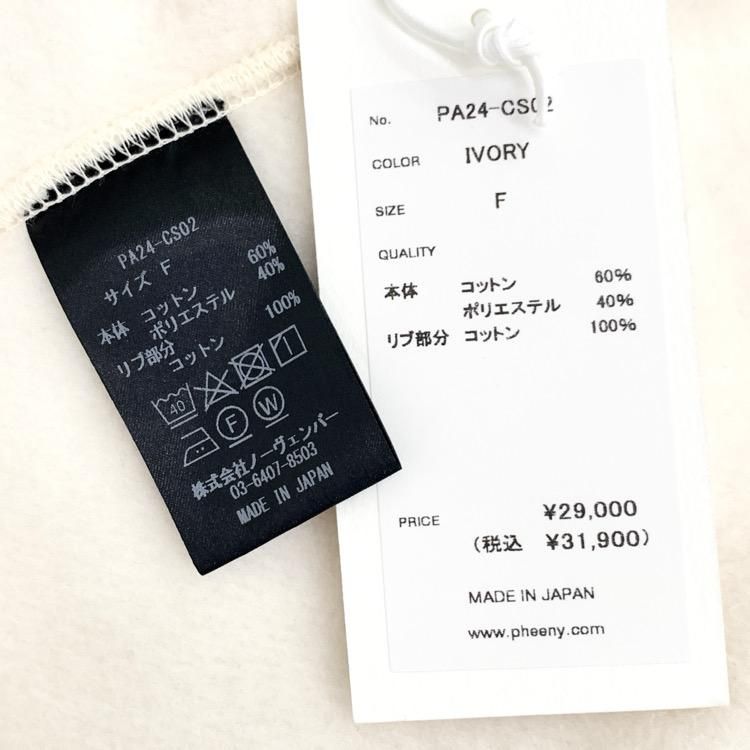 PA24-CS02
サイズ F
本体 コットン 60%
ポリエステル 40%
リブ部分 コットン 100%
40
F W
株式会社ノーヴェンバー
03-6407-8503
MADE IN JAPAN
No. PA24-CS02
COLOR IVORY
SIZE F
QUALITY
本体 コットン 60%
ポリエステル 40%
リブ部分 コットン 100%
PRICE ¥29,000
(税込 ¥31,900)
MADE IN JAPAN
www.pheeny.com